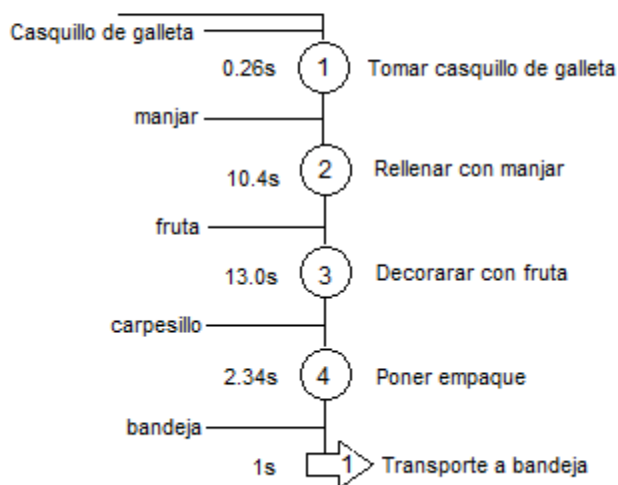 Casquillo de galleta
0.26s 1 Tomar casquillo de galleta
manjar
10.4s 2 Rellenar con manjar
fruta
13.0s 3 Decorarar con fruta
carpesillo
2.34s 4 Poner empaque
bandeja
1s 1 Transporte a bandeja